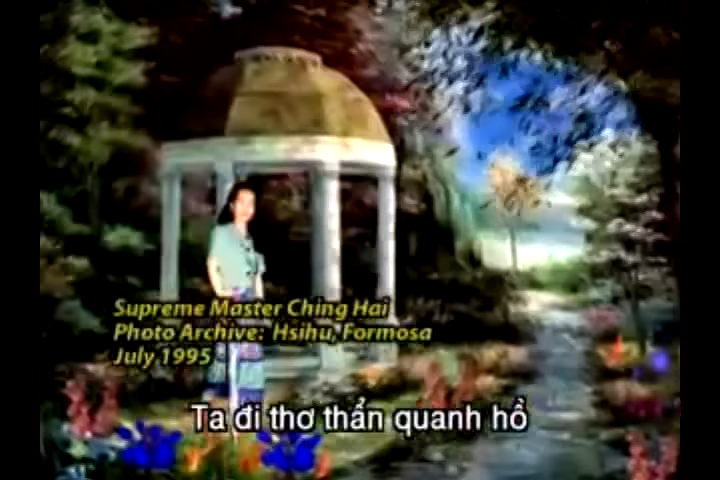 Supreme Master Ching Hai
Photo Archive: Hsihu, Formosa
July 1995
Ta đi thơ thẩn quanh hồ